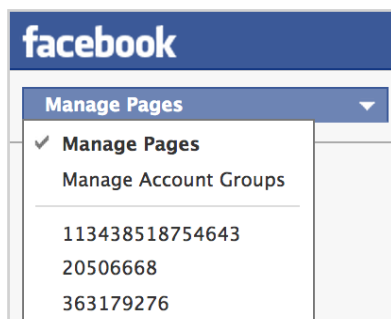 facebook
Manage Pages
Manage Pages
Manage Account Groups
113438518754643
20506668
363179276